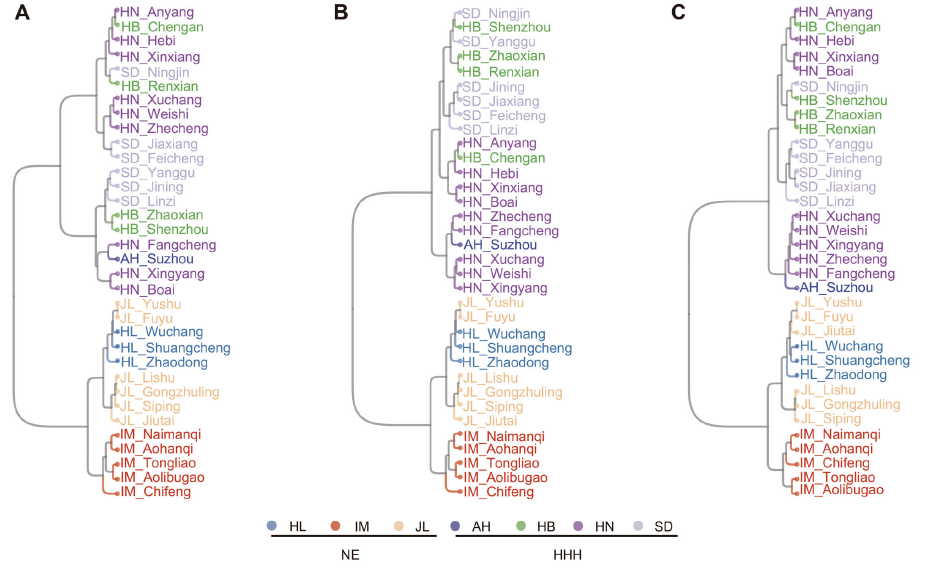 A
HN_Anyang
HB_Chengan
HN_Hebi
HN_Xinxiang
SD_Ningjin
HB_Renxian
HN_Xuchang
HN_Weishi
HN_Zhecheng
SD_Jiaxiang
SD_Feicheng
SD_Yanggu
SD_Jining
SD_Linzi
HB_Zhaoxian
HB_Shenzhou
HN_Fangcheng
AH_Suzhou
HN_Xingyang
HN_Boai
JL_Yushu
JL_Fuyu
HL_Wuchang
HL_Shuangcheng
HL_Zhaodong
JL_Lishu
JL_Gongzhuling
JL_Siping
JL_Jiutai
IM_Naimanqi
IM_Aohanqi
IM_Tongliao
IM_Aolibugao
IM_Chifeng
B
SD_Ningjin
HB_Shenzhou
SD_Yanggu
HB_Zhaoxian
HB_Renxian
SD_Jining
SD_Jiaxiang
SD_Feicheng
SD_Linzi
HN_Anyang
HB_Chengan
HN_Hebi
HN_Xinxiang
HN_Boai
HN_Zhecheng
HN_Fangcheng
AH_Suzhou
HN_Xuchang
HN_Weishi
HN_Xingyang
JL_Yushu
JL_Fuyu
HL_Wuchang
HL_Shuangcheng
HL_Zhaodong
JL_Lishu
JL_Gongzhuling
JL_Siping
JL_Jiutai
IM_Naimanqi
IM_Aohanqi
IM_Tongliao
IM_Aolibugao
IM_Chifeng
C
HN_Anyang
HB_Chengan
HN_Hebi
HN_Xinxiang
HN_Boai
SD_Ningjin
HB_Shenzhou
HB_Zhaoxian
HB_Renxian
SD_Yanggu
SD_Feicheng
SD_Jining
SD_Jiaxiang
SD_Linzi
HN_Xuchang
HN_Weishi
HN_Xingyang
HN_Zhecheng
HN_Fangcheng
AH_Suzhou
JL_Yushu
JL_Fuyu
JL_Jiutai
HL_Wuchang
HL_Shuangcheng
HL_Zhaodong
JL_Lishu
JL_Gongzhuling
JL_Siping
IM_Naimanqi
IM_Aohanqi
IM_Chifeng
IM_Tongliao
IM_Aolibugao
HL IM JL AH HB HN SD
NE HHH